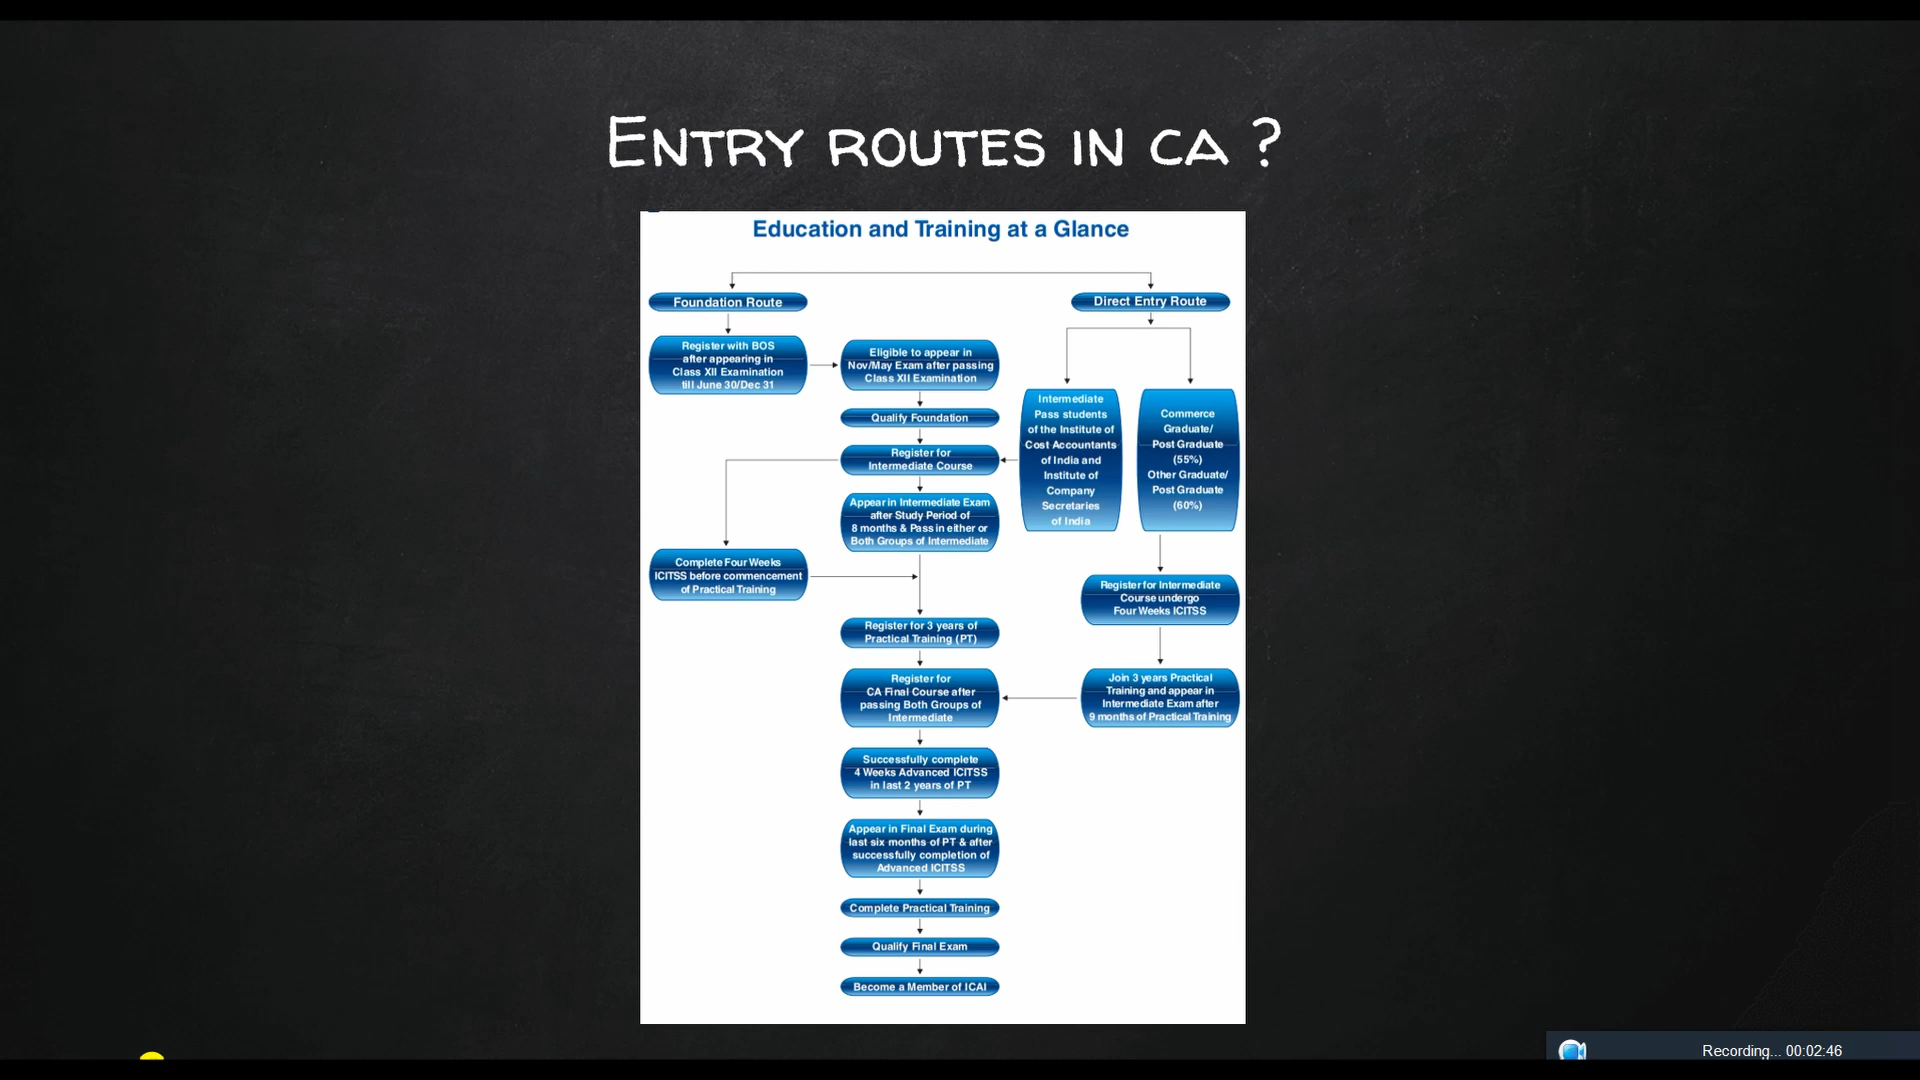 ENTRY ROUTES IN CA ?
Education and Training at a Glance
Foundation Route
Direct Entry Route
Register with BOS
after appearing in
Class XII Examination
till June 30/Dec 31
Eligible to appear in
Nov/May Exam after passing
Class XII Examination
Qualify Foundation
Register for
Intermediate Course
Appear in Intermediate Exam
after Study Period of
8 months & Pass in either or
Both Groups of Intermediate
Intermediate
Pass students
of the Institute of
Cost Accountants
of India and
Institute of
Company
Secretaries
of India
Commerce
Graduate/
Post Graduate
(55%)
Other Graduate/
Post Graduate
(60%)
Complete Four Weeks
ICITSS before commencement
of Practical Training
Register for Intermediate
Course undergo
Four Weeks ICITSS
Register for 3 years of
Practical Training (PT)
Register for
CA Final Course after
passing Both Groups of
Intermediate
Join 3 years Practical
Training and appear in
Intermediate Exam after
9 months of Practical Training
Successfully complete
4 Weeks Advanced ICITSS
in last 2 years of PT
Appear in Final Exam during
last six months of PT & after
successfully completion of
Advanced ICITSS
Complete Practical Training
Qualify Final Exam
Become a Member of ICAI
Recording... 00:02:46